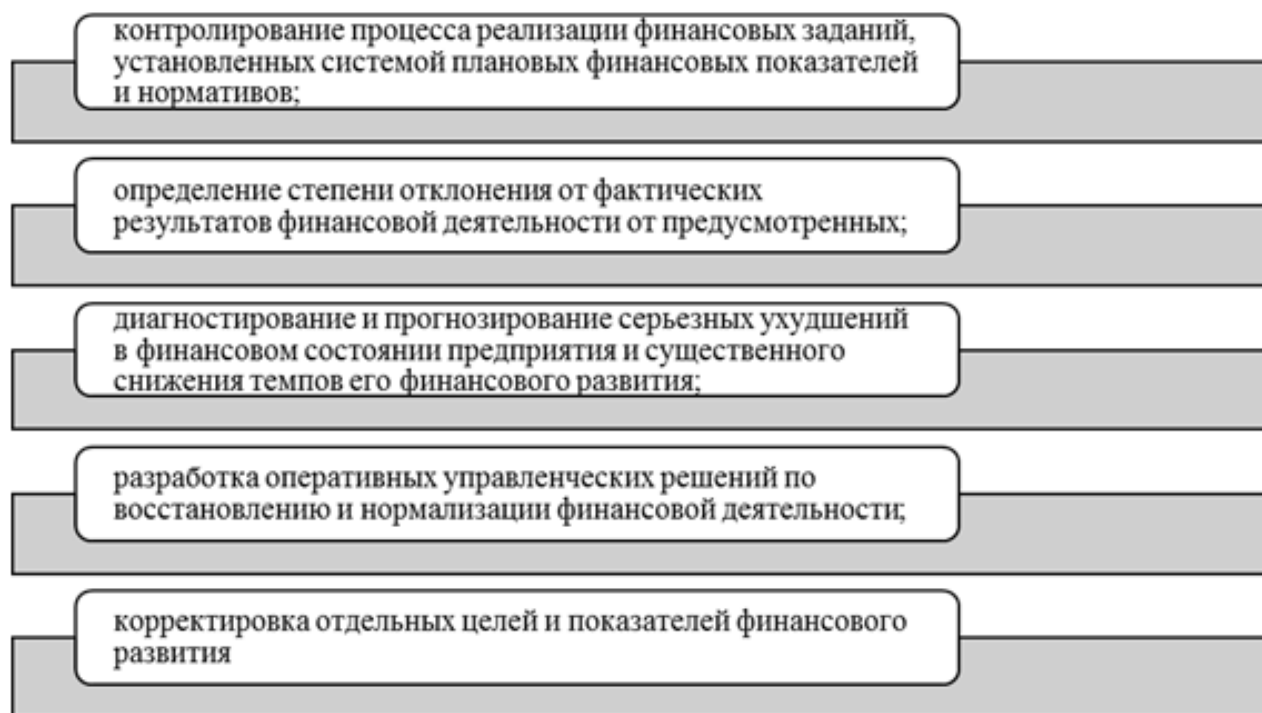 контролирование процесса реализации финансовых заданий,
установленных системой плановых финансовых показателей
и нормативов;
определение степени отклонения от фактических
результатов финансовой деятельности от предусмотренных;
диагностирование и прогнозирование серьезных ухудшений
в финансовом состоянии предприятия и существенного
снижения темпов его финансового развития;
разработка оперативных управленческих решений по
восстановлению и нормализации финансовой деятельности;
корректировка отдельных целей и показателей финансового
развития